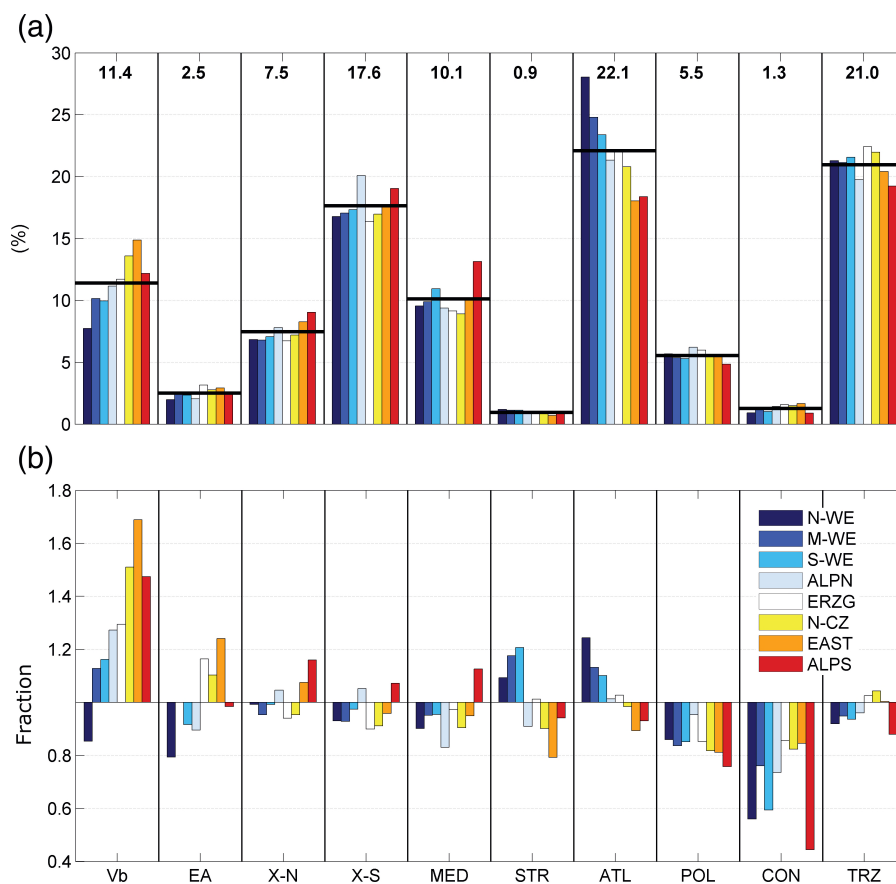 (a)
30
25
20
15
10
5
0
(%)
11.4 2.5 7.5 17.6 10.1 0.9 22.1 5.5 1.3 21.0
(b)
1.8
1.6
1.4
1.2
0.8
0.6
0.4
Fraction
N-WE
M-WE
S-WE
ALPN
ERZG
N-CZ
EAST
ALPS
Vb EA X-N X-S MED STR ATL POL CON TRZ